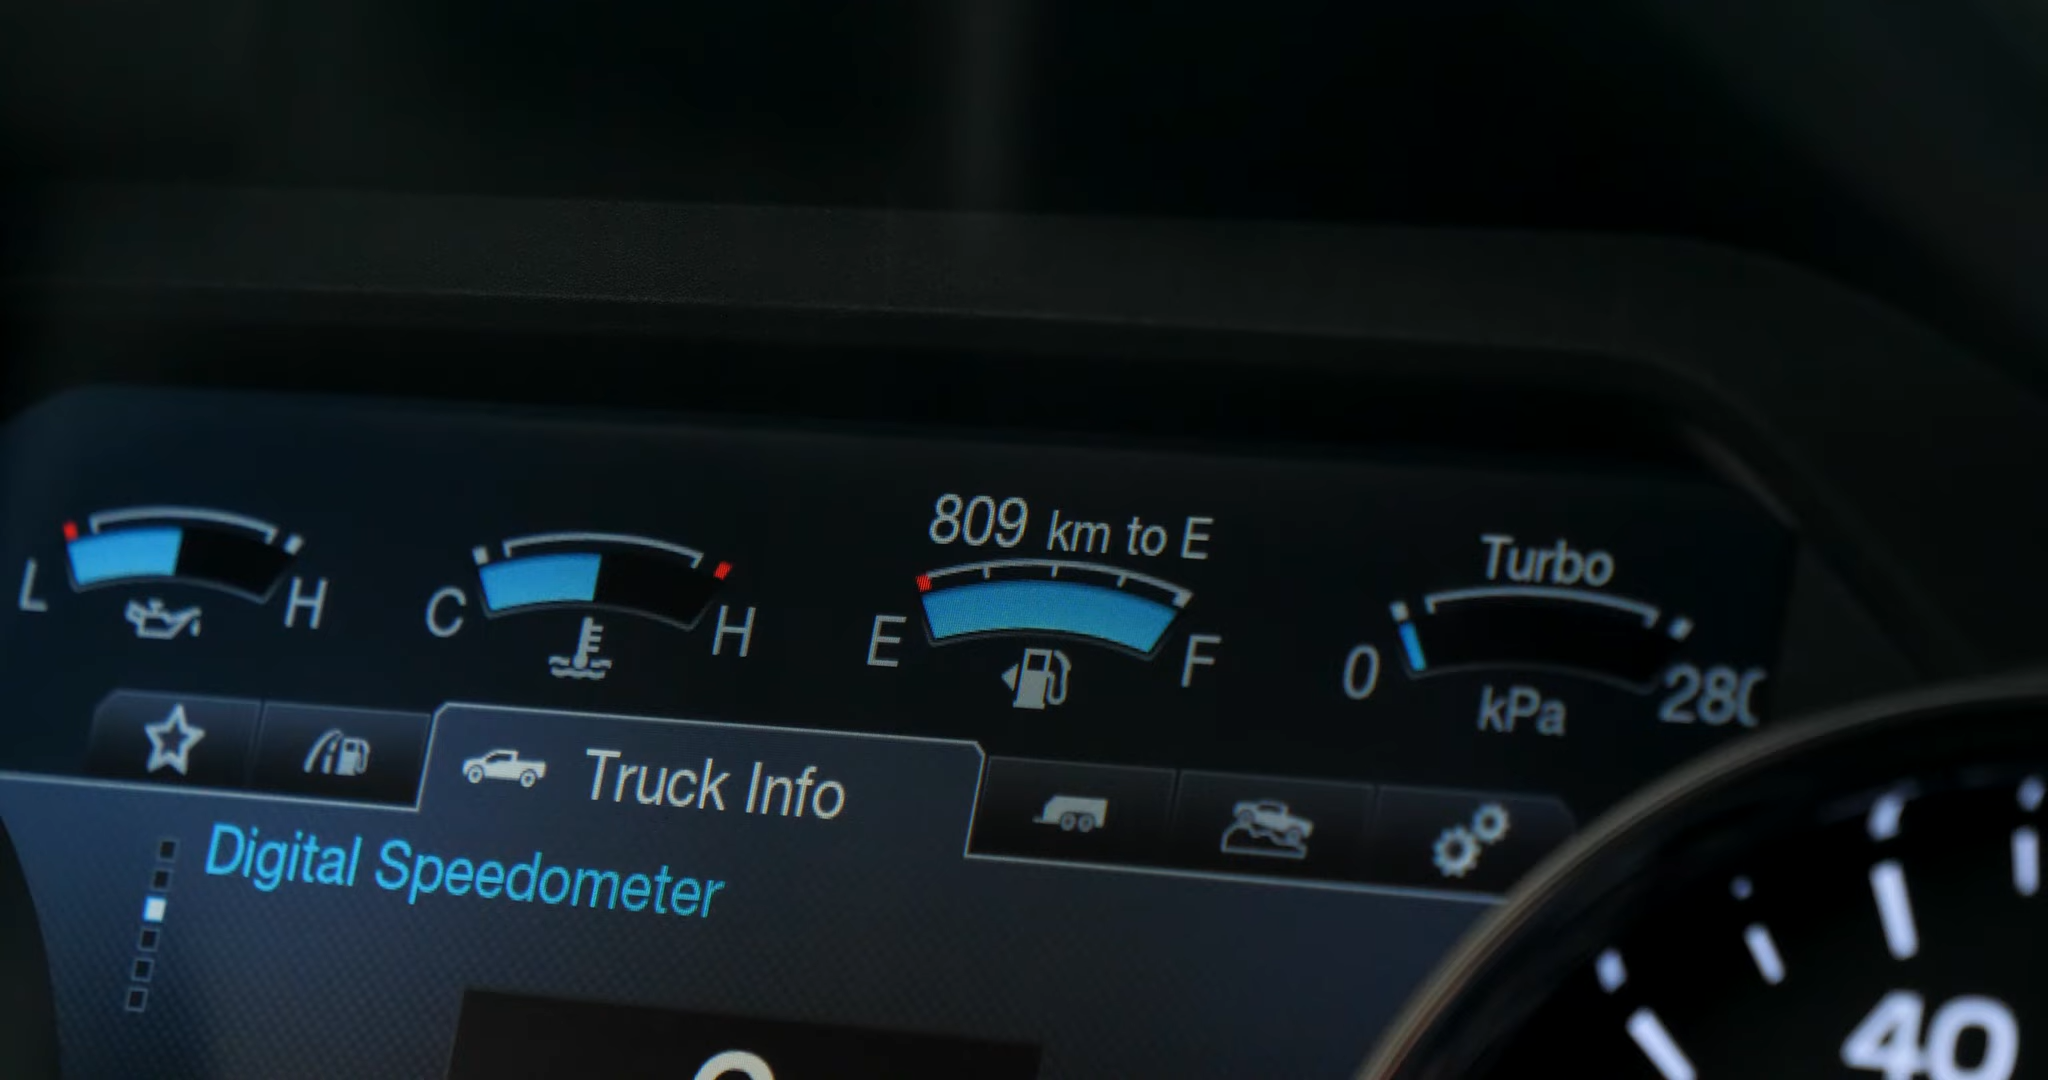 809 km to E
Turbo
L H
C H
E F
0 280
kPa
Truck Info
Digital Speedometer
40